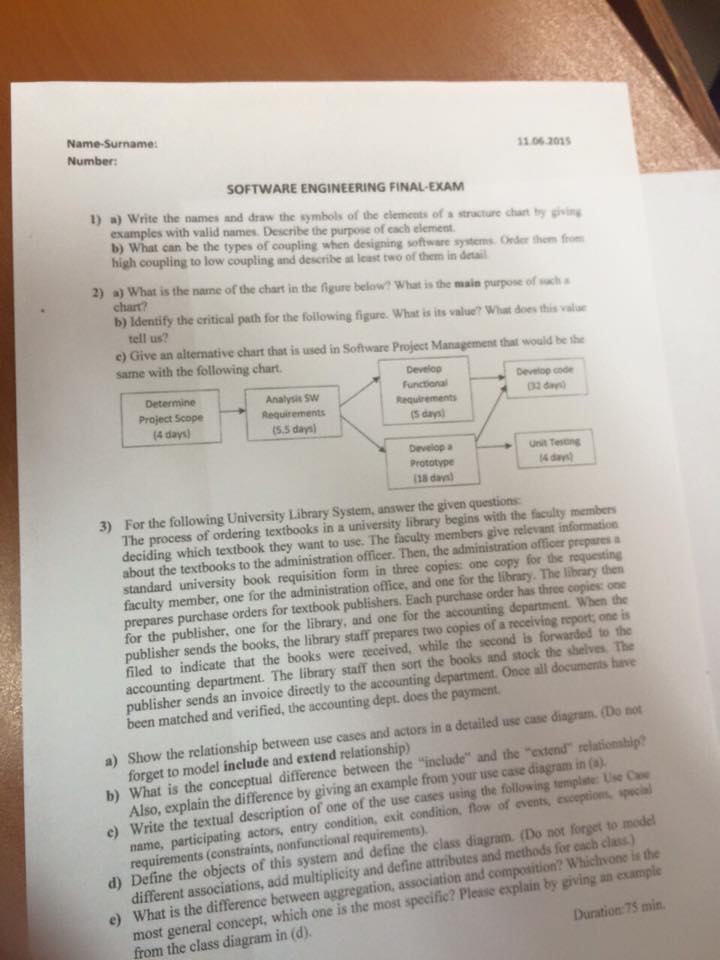 Name-Surname:
11.06.2015
Number:
SOFTWARE ENGINEERING FINAL-EXAM
1) a) Write the names and draw the symbols of the elements of a structure chart by giving
examples with valid names. Describe the purpose of each element.
b) What can be the types of coupling when designing software systems. Order them from
high coupling to low coupling and describe at least two of them in detail.
2) a) What is the name of the chart in the figure below? What is the main purpose of such a
chart?
b) Identify the critical path for the following figure. What is its value? What does this value
tell us?
c) Give an alternative chart that is used in Software Project Management that would be the
same with the following chart.
Determine
Project Scope
(4 days)
Analysis SW
Requirements
(5.5 days)
Develop
Functional
Requirements
(5 days)
Develop code
(32 days)
Develop a
Prototype
(18 days)
Unit Testing
(4 days)
3) For the following University Library System, answer the given questions:
The process of ordering textbooks in a university library begins with the faculty members
deciding which textbook they want to use. The faculty members give relevant information
about the textbooks to the administration officer. Then, the administration officer prepares a
standard university book requisition form in three copies: one copy for the requesting
faculty member, one for the administration office, and one for the library. The library then
prepares purchase orders for textbook publishers. Each purchase order has three copies: one
for the publisher, one for the library, and one for the accounting department. When the
publisher sends the books, the library staff prepares two copies of a receiving report; one is
filed to indicate that the books were received, while the second is forwarded to the
accounting department. The library staff then sort the books and stock the shelves. The
publisher sends an invoice directly to the accounting department. Once all documents have
been matched and verified, the accounting dept. does the payment.
a) Show the relationship between use cases and actors in a detailed use case diagram. (Do not
forget to model include and extend relationship)
b) What is the conceptual difference between the "include" and the "extend" relationship?
Also, explain the difference by giving an example from your use case diagram in (a).
c) Write the textual description of one of the use cases using the following template: Use Case
name, participating actors, entry condition, exit condition, flow of events, exceptions, special
requirements (constraints, nonfunctional requirements).
d) Define the objects of this system and define the class diagram. (Do not forget to model
different associations, add multiplicity and define attributes and methods for each class.)
e) What is the difference between aggregation, association and composition? Whichvone is the
most general concept, which one is the most specific? Please explain by giving an example
from the class diagram in (d).
Duration:75 min.